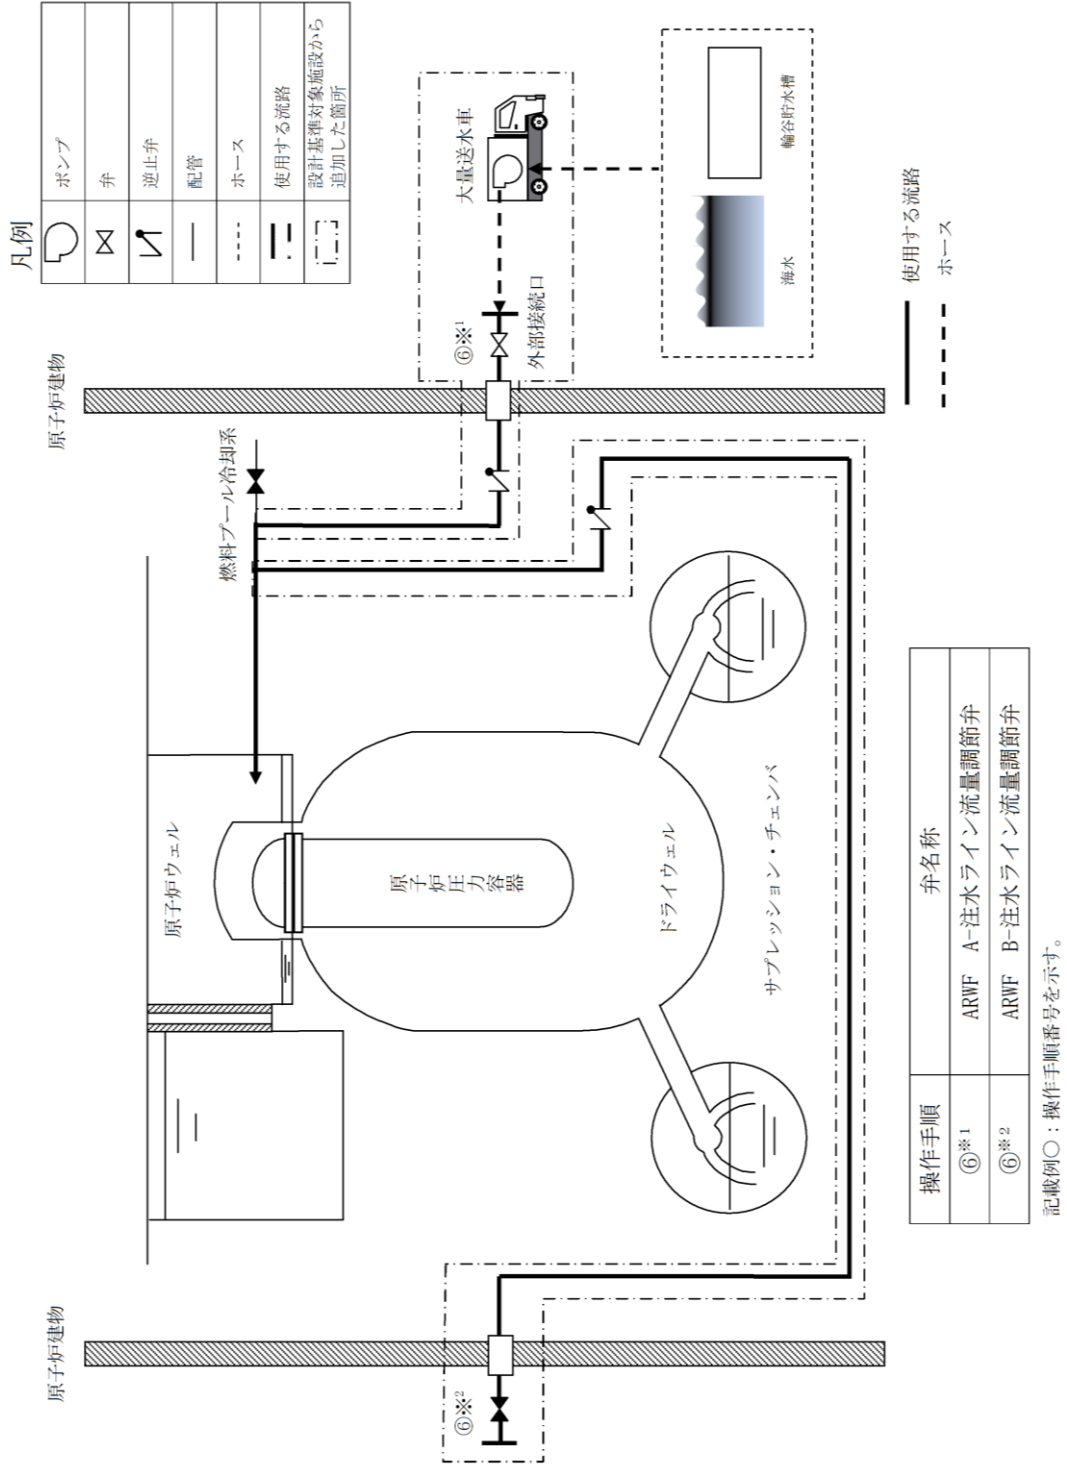 凡例
ポンプ
弁
逆止弁
配管
ホース
使用する流路
設計基準対象施設から
追加した箇所
原子炉建物
原子炉建物
燃料プール冷却系
⑥※1
外部接続口
大量送水車
海水
輪谷貯水槽
使用する流路
ホース
原子炉ウェル
原子炉圧力容器
ドライウェル
サプレッション・チェンバ
⑥※2
操作手順 弁名称
⑥※1 ARWF A-注水ライン流量調節弁
⑥※2 ARWF B-注水ライン流量調節弁
記載例○:操作手順番号を示す。